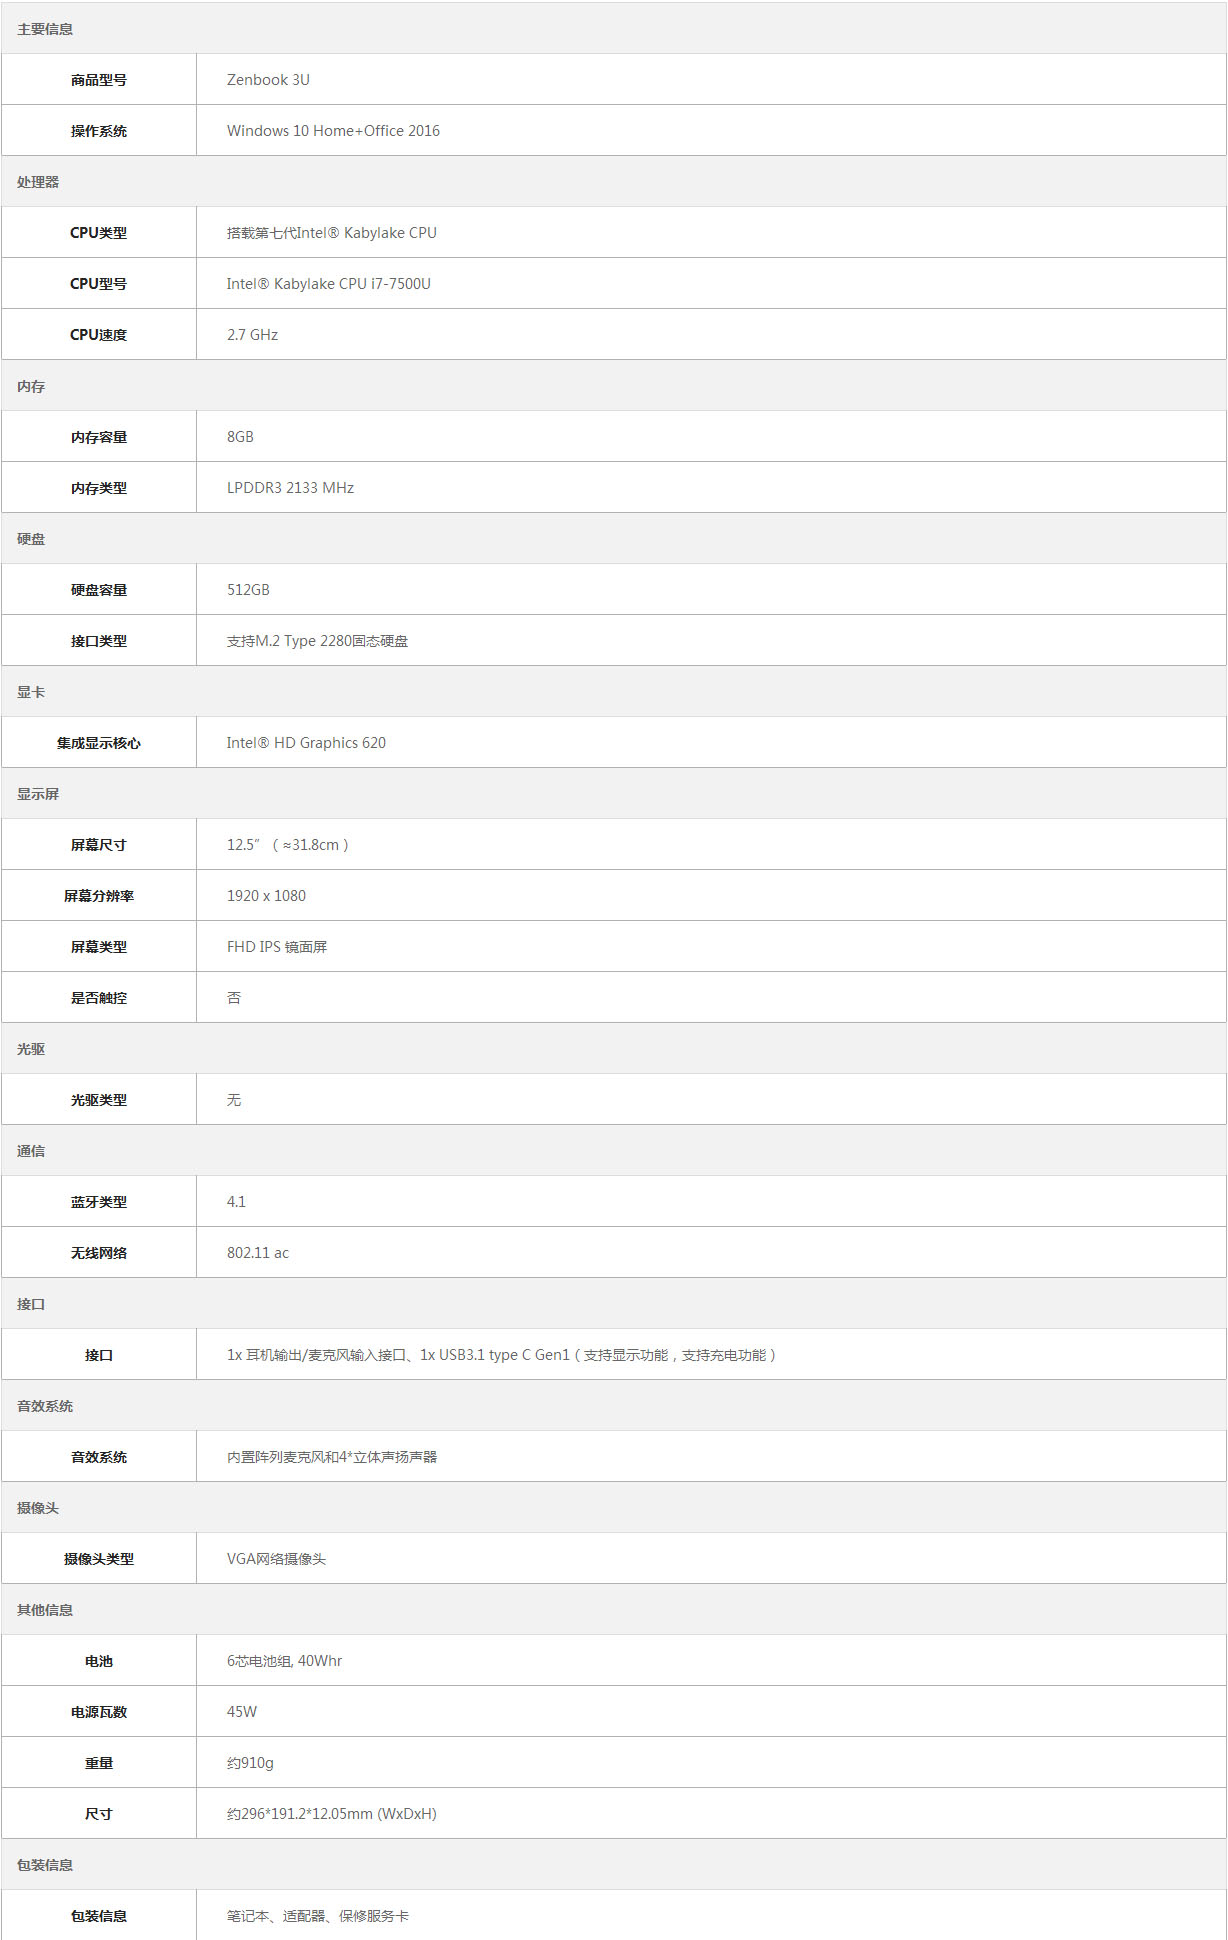 主要信息
商品型号 Zenbook 3U
操作系统 Windows 10 Home+Office 2016
处理器
CPU类型 搭载第七代Intel® Kabylake CPU
CPU型号 Intel® Kabylake CPU i7-7500U
CPU速度 2.7 GHz
内存
内存容量 8GB
内存类型 LPDDR3 2133 MHz
硬盘
硬盘容量 512GB
接口类型 支持M.2 Type 2280固态硬盘
显卡
集成显示核心 Intel® HD Graphics 620
显示屏
屏幕尺寸 12.5″（≈31.8cm）
屏幕分辨率 1920 x 1080
屏幕类型 FHD IPS 镜面屏
是否触控 否
光驱
光驱类型 无
通信
蓝牙类型 4.1
无线网络 802.11 ac
接口
接口 1x 耳机输出/麦克风输入接口、1x USB3.1 type C Gen1（支持显示功能，支持充电功能）
音效系统
音效系统 内置阵列麦克风和4*立体声扬声器
摄像头
摄像头类型 VGA网络摄像头
其他信息
电池 6芯电池组, 40Whr
电源瓦数 45W
重量 约910g
尺寸 约296*191.2*12.05mm (WxDxH)
包装信息
包装信息 笔记本、适配器、保修服务卡